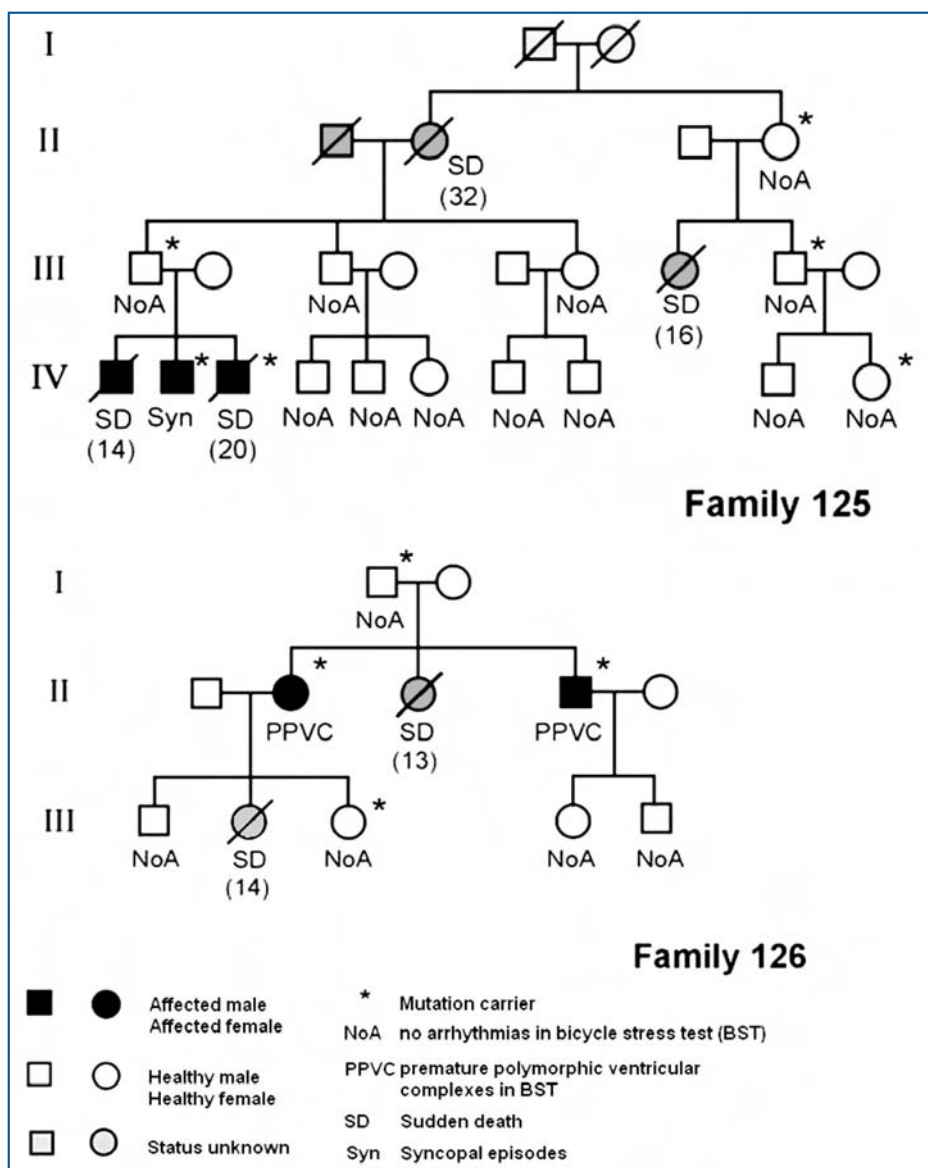 I
II
*
SD
(32)
NoA
III
*
*
NoA
NoA
NoA
SD
(16)
NoA
IV
*
*
*
SD
(14)
Syn
SD
(20)
NoA
NoA
NoA
NoA
NoA
NoA
NoA
Family 125
I
*
NoA
II
*
*
PPVC
SD
(13)
PPVC
III
*
NoA
SD
(14)
NoA
NoA
NoA
Family 126
Affected male
Affected female
Healthy male
Healthy female
Status unknown
* Mutation carrier
NoA no arrhythmias in bicycle stress test (BST)
PPVC premature polymorphic ventricular
complexes in BST
SD Sudden death
Syn Syncopal episodes